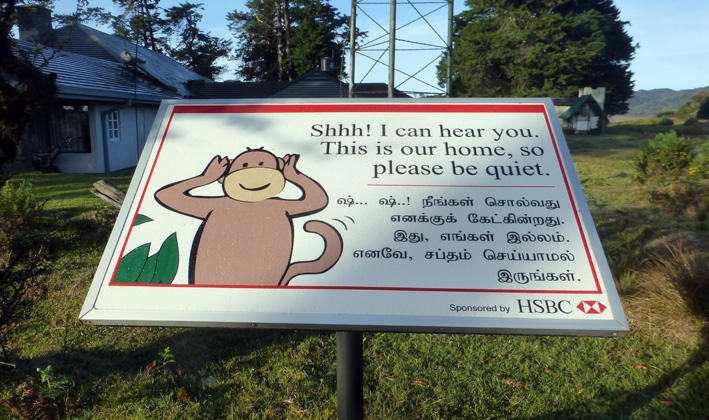 Shhh! I can hear you.
This is our home, so
please be quiet.
ஷ்... ஷ்..! நீங்கள் சொல்வது
எனக்குக் கேட்கின்றது.
இது, எங்கள் இல்லம்.
எனவே, சப்தம் செய்யாமல்
இருங்கள்.
Sponsored by HSBC